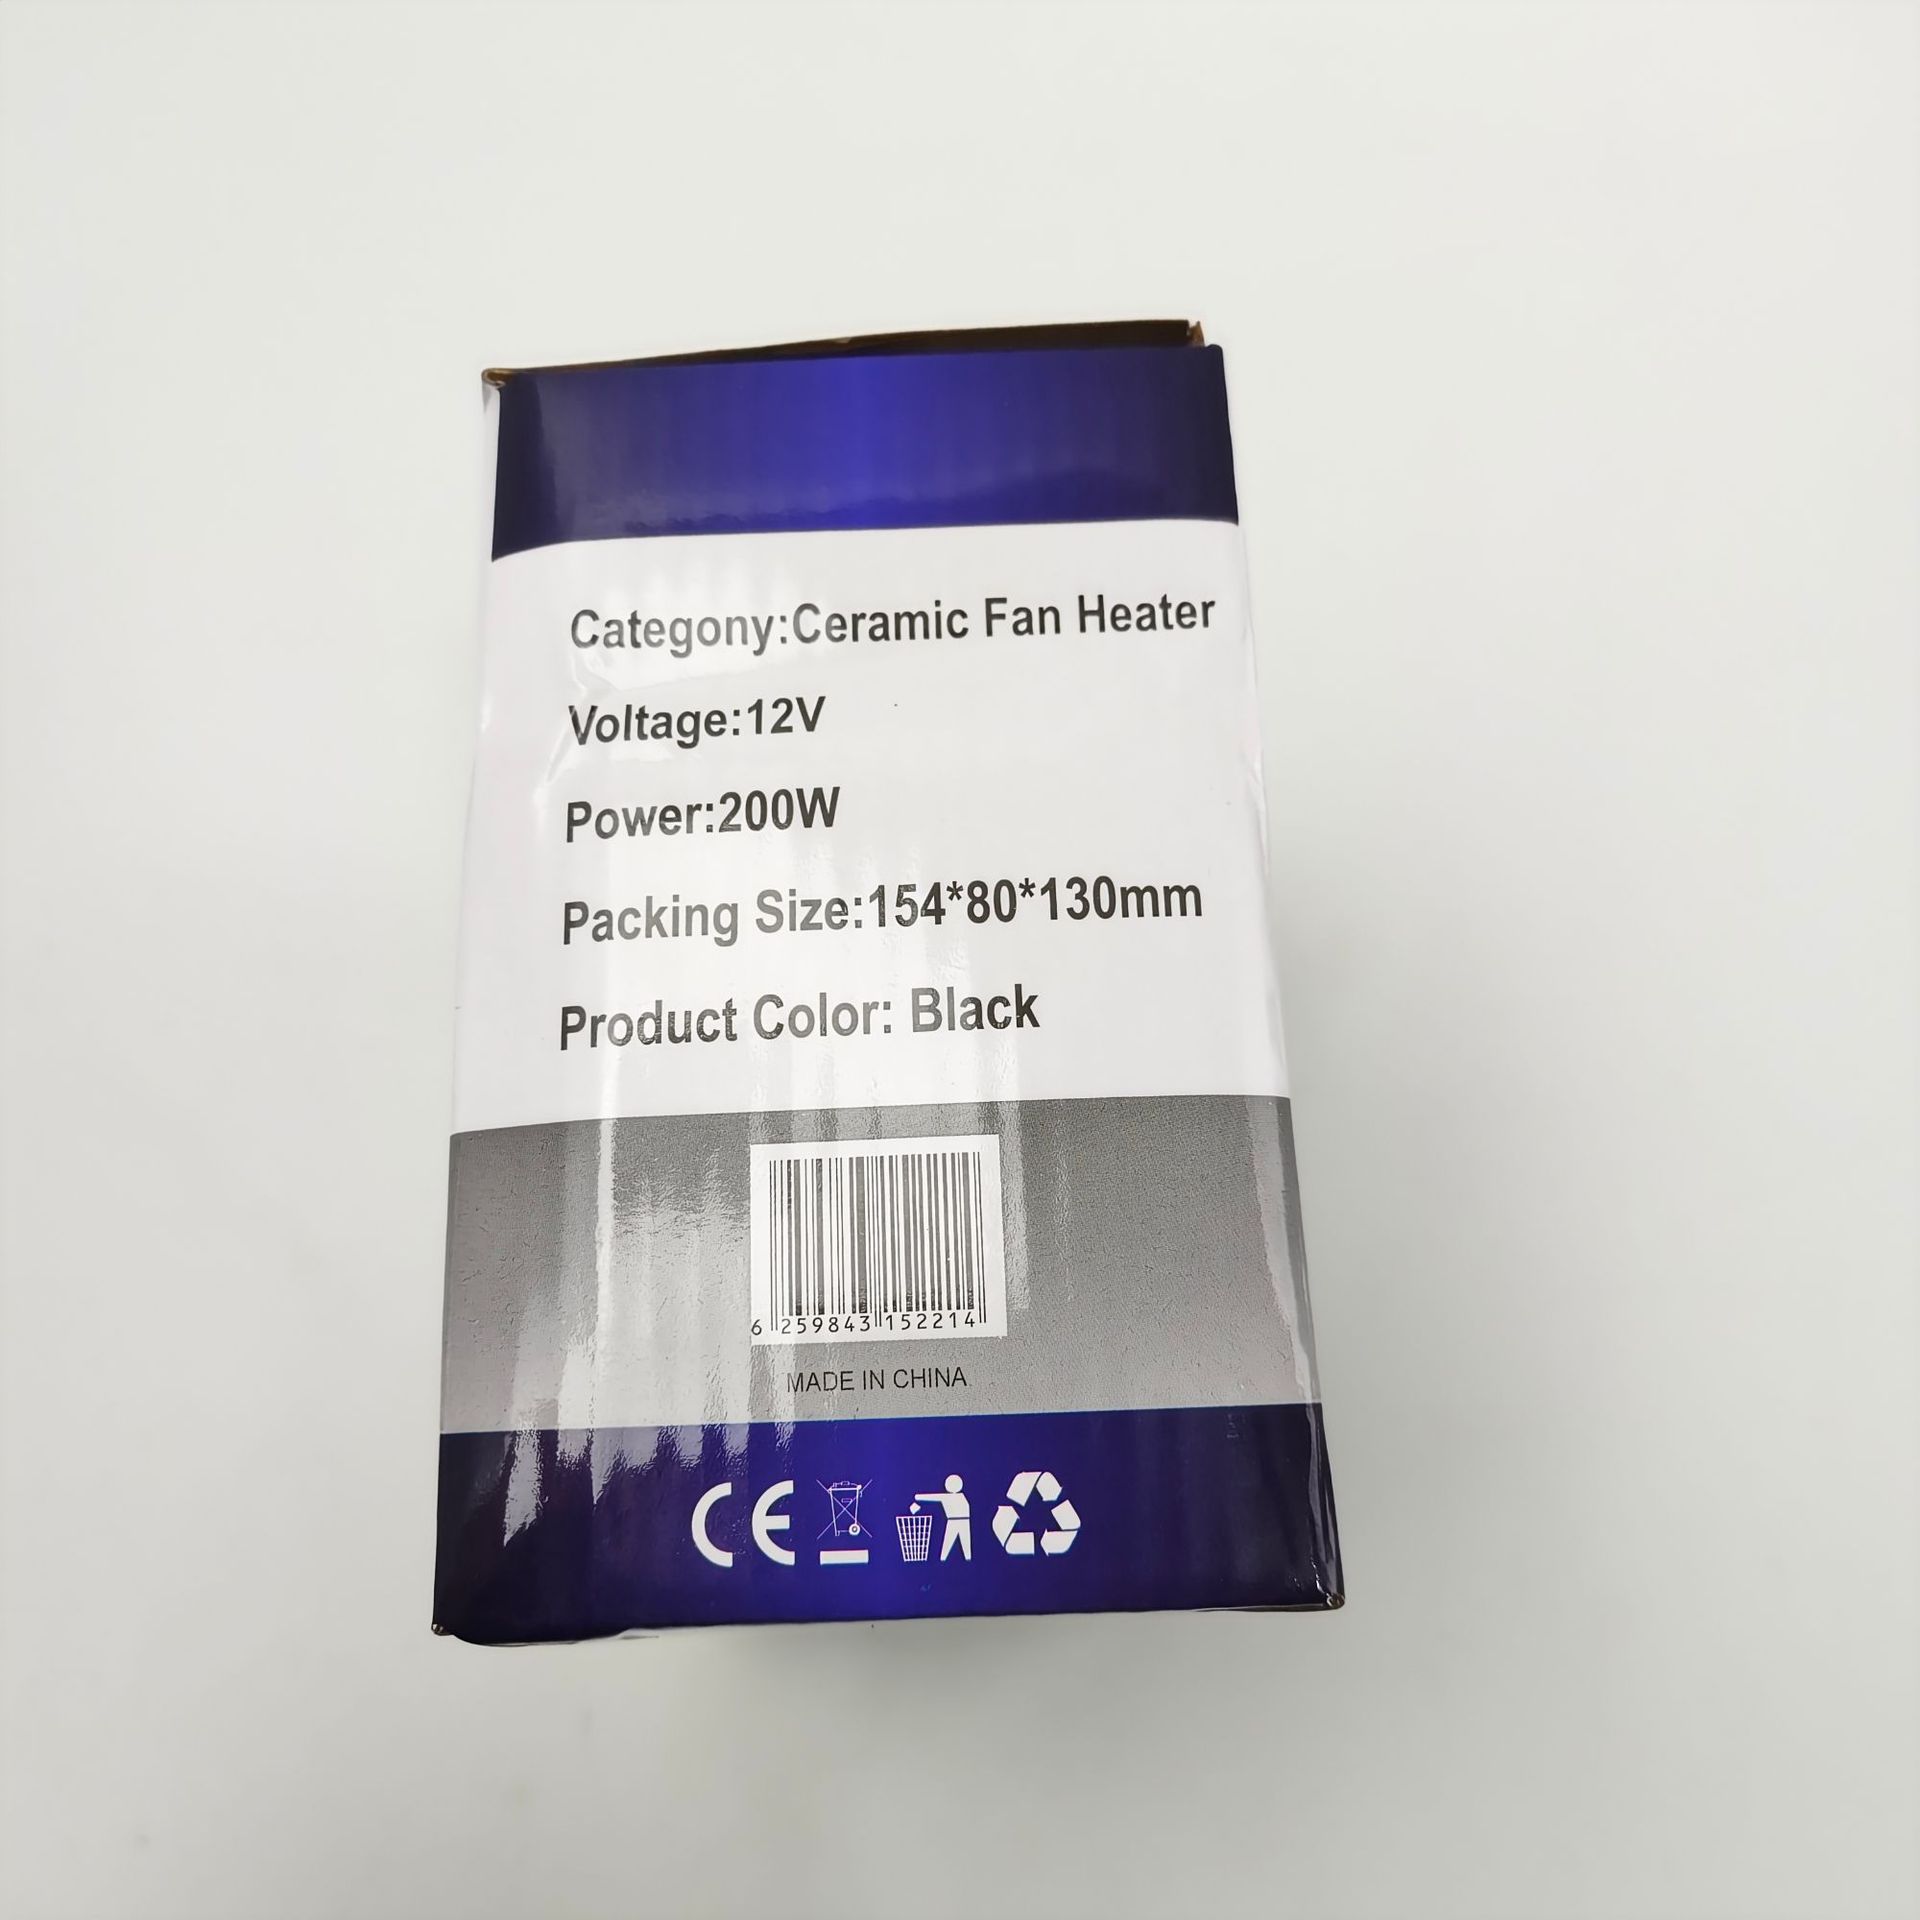 Categony:Ceramic Fan Heater
Voltage:12V
Power:200W
Packing Size:154*80*130mm
Product Color: Black
6 259843 152214
MADE IN CHINA
CE